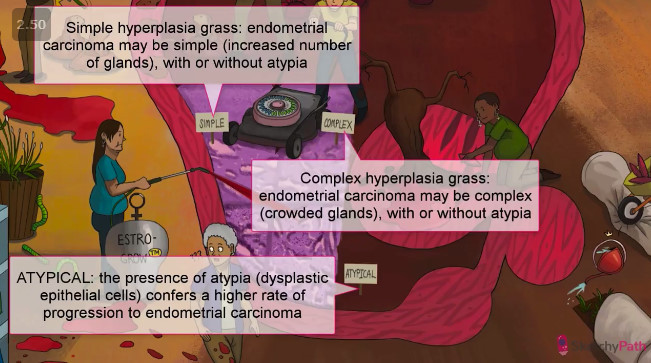 2.50
Simple hyperplasia grass: endometrial
carcinoma may be simple (increased number
of glands), with or without atypia
SIMPLE
COMPLEX
Complex hyperplasia grass:
endometrial carcinoma may be complex
(crowded glands), with or without atypia
ESTRO-
GROW TM
???
ATYPICAL: the presence of atypia (dysplastic
epithelial cells) confers a higher rate of
progression to endometrial carcinoma
ATYPICAL
SketchyPath